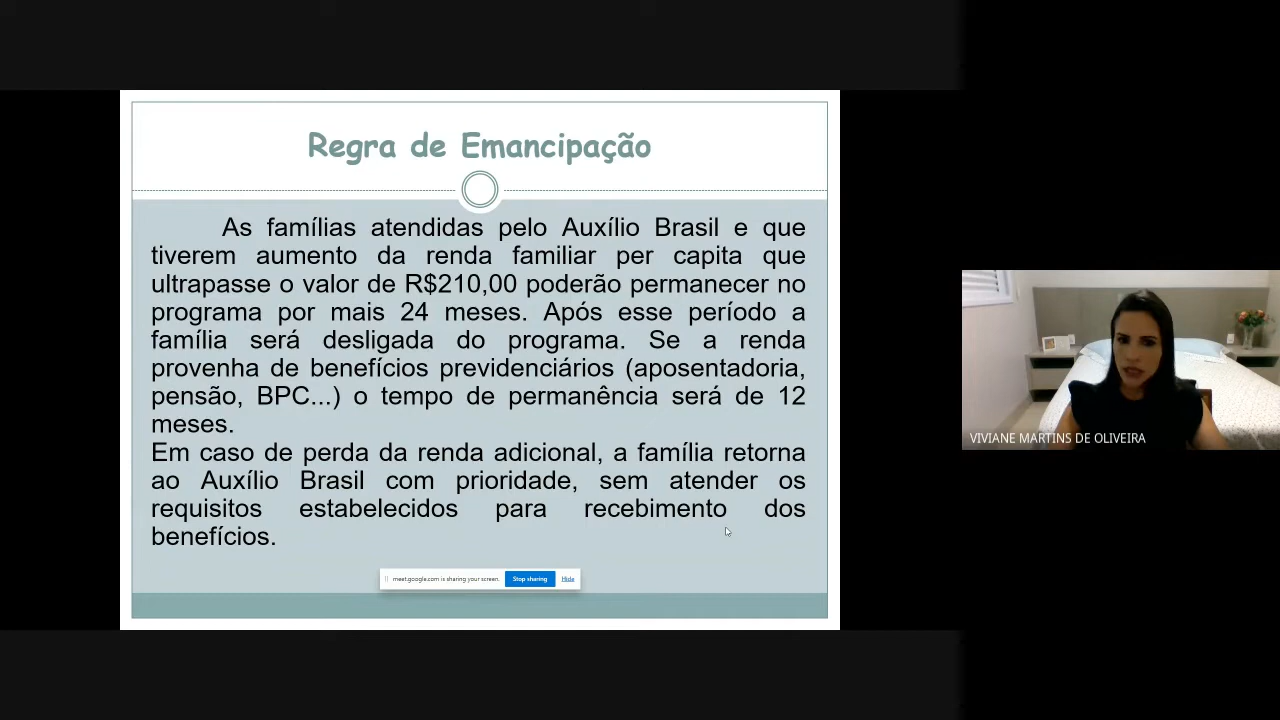 Regra de Emancipação
As famílias atendidas pelo Auxílio Brasil e que
tiverem aumento da renda familiar per capita que
ultrapasse o valor de R$210,00 poderão permanecer no
programa por mais 24 meses. Após esse período a
família será desligada do programa. Se a renda
provenha de benefícios previdenciários (aposentadoria,
pensão, BPC...) o tempo de permanência será de 12
meses.
Em caso de perda da renda adicional, a família retorna
ao Auxílio Brasil com prioridade, sem atender os
requisitos estabelecidos para recebimento dos
benefícios.
meet.google.com is sharing your screen. Stop sharing Hide
VIVIANE MARTINS DE OLIVEIRA